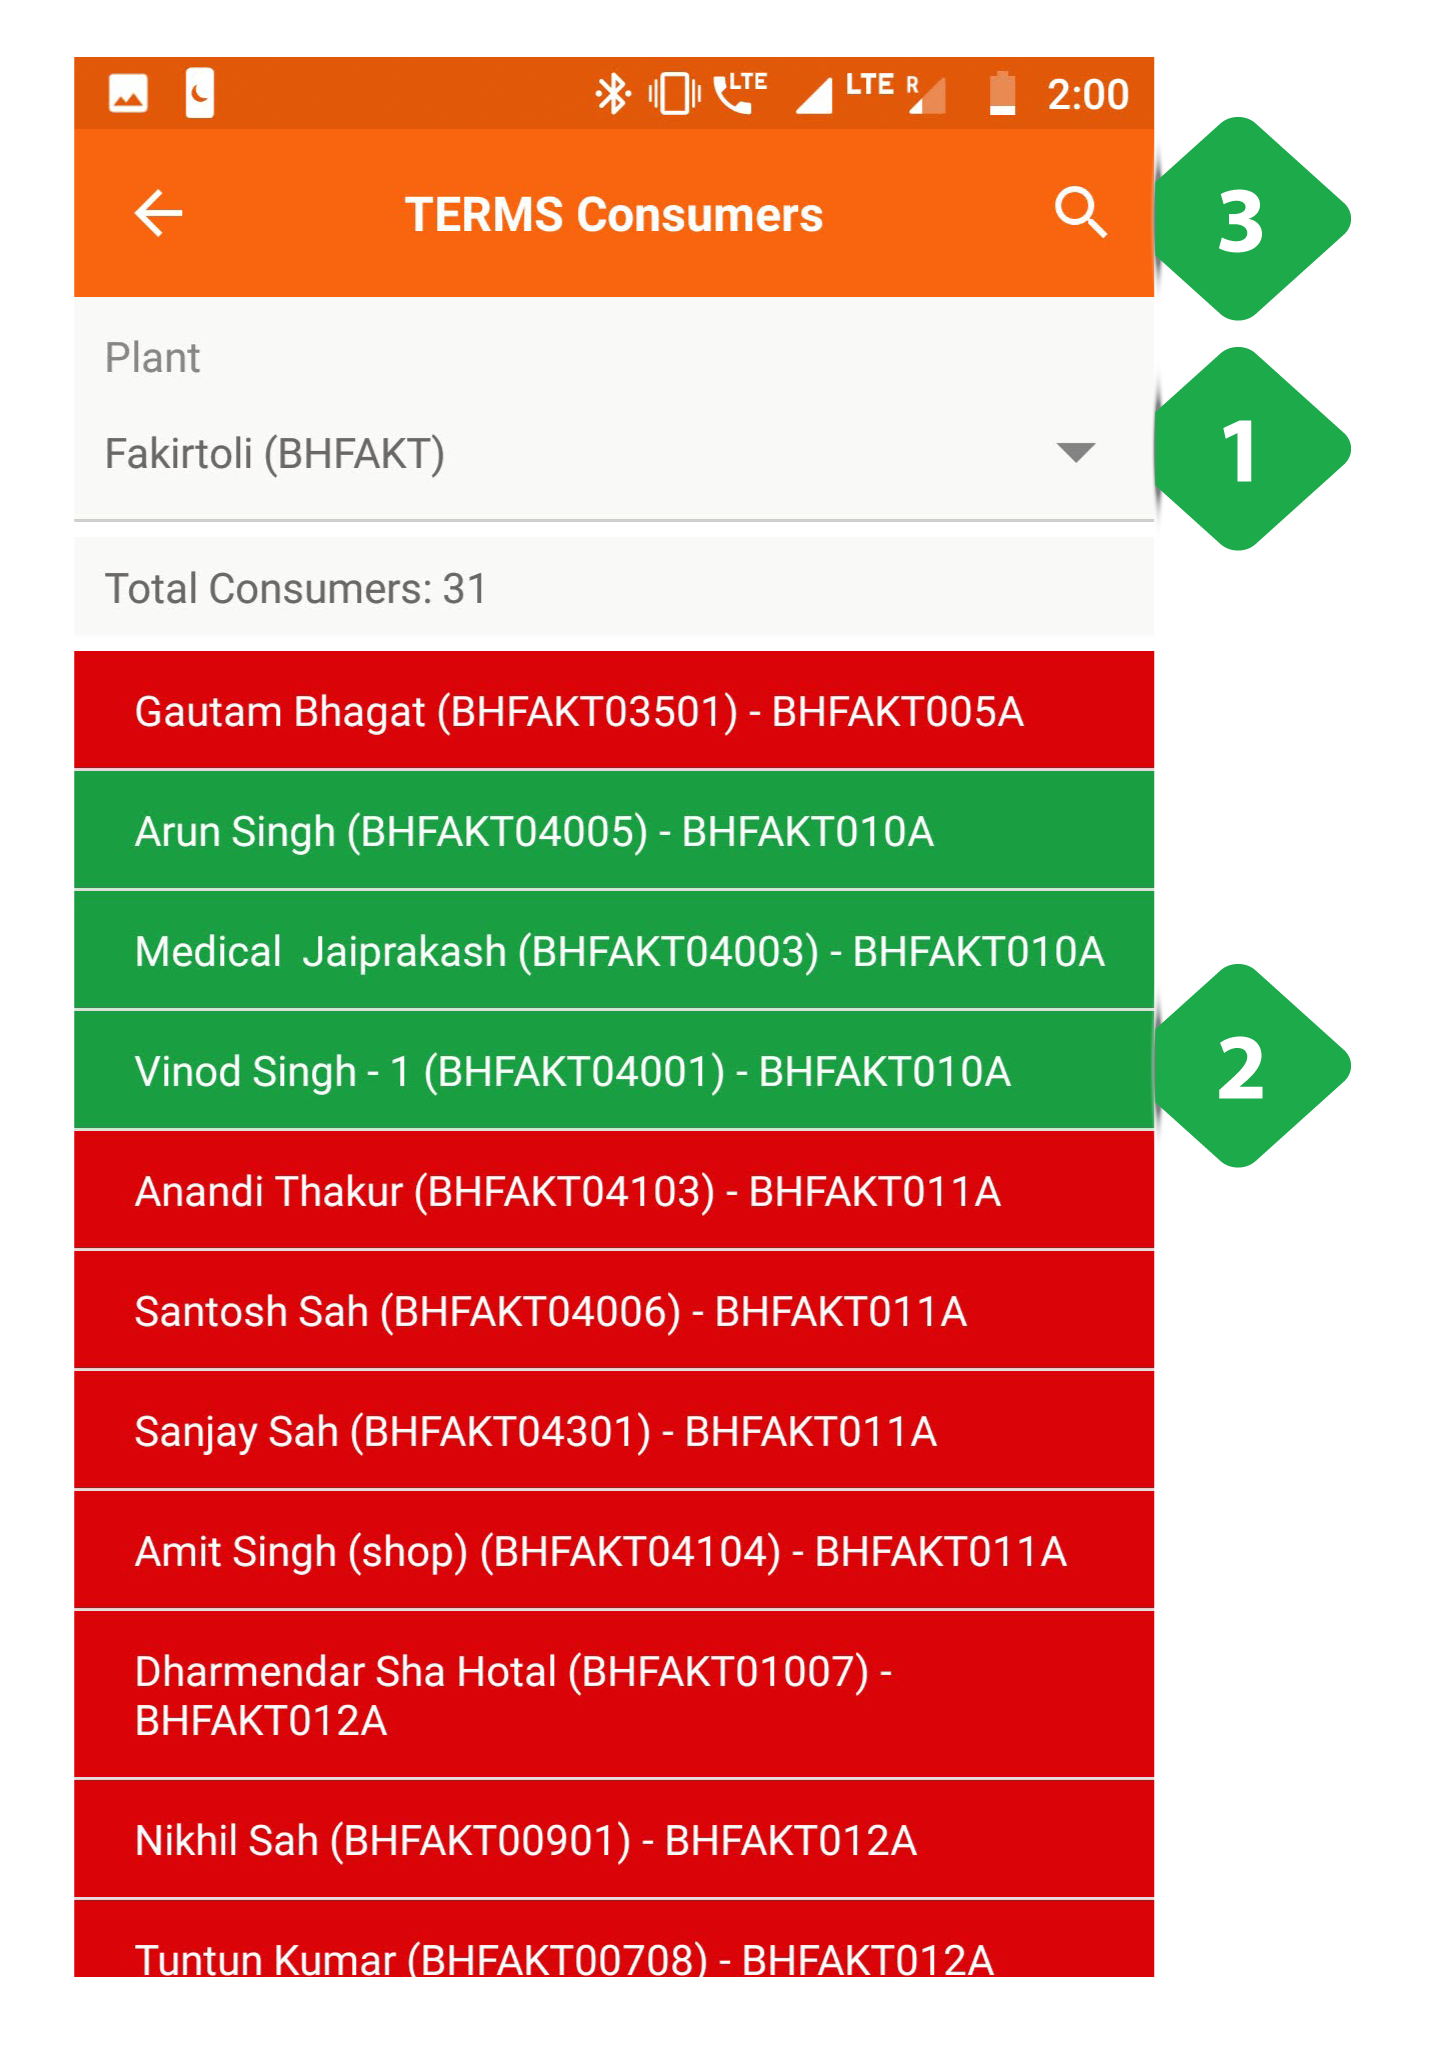 LTE LTE R 2:00
TERMS Consumers
3
Plant
Fakirtoli (BHFAKT)
1
Total Consumers: 31
Gautam Bhagat (BHFAKT03501) - BHFAKT005A
Arun Singh (BHFAKT04005) - BHFAKT010A
Medical  Jaiprakash (BHFAKT04003) - BHFAKT010A
Vinod Singh - 1 (BHFAKT04001) - BHFAKT010A
2
Anandi Thakur (BHFAKT04103) - BHFAKT011A
Santosh Sah (BHFAKT04006) - BHFAKT011A
Sanjay Sah (BHFAKT04301) - BHFAKT011A
Amit Singh (shop) (BHFAKT04104) - BHFAKT011A
Dharmendar Sha Hotal (BHFAKT01007) -
BHFAKT012A
Nikhil Sah (BHFAKT00901) - BHFAKT012A
Tuntun Kumar (BHFAKT00708) - BHFAKT012A